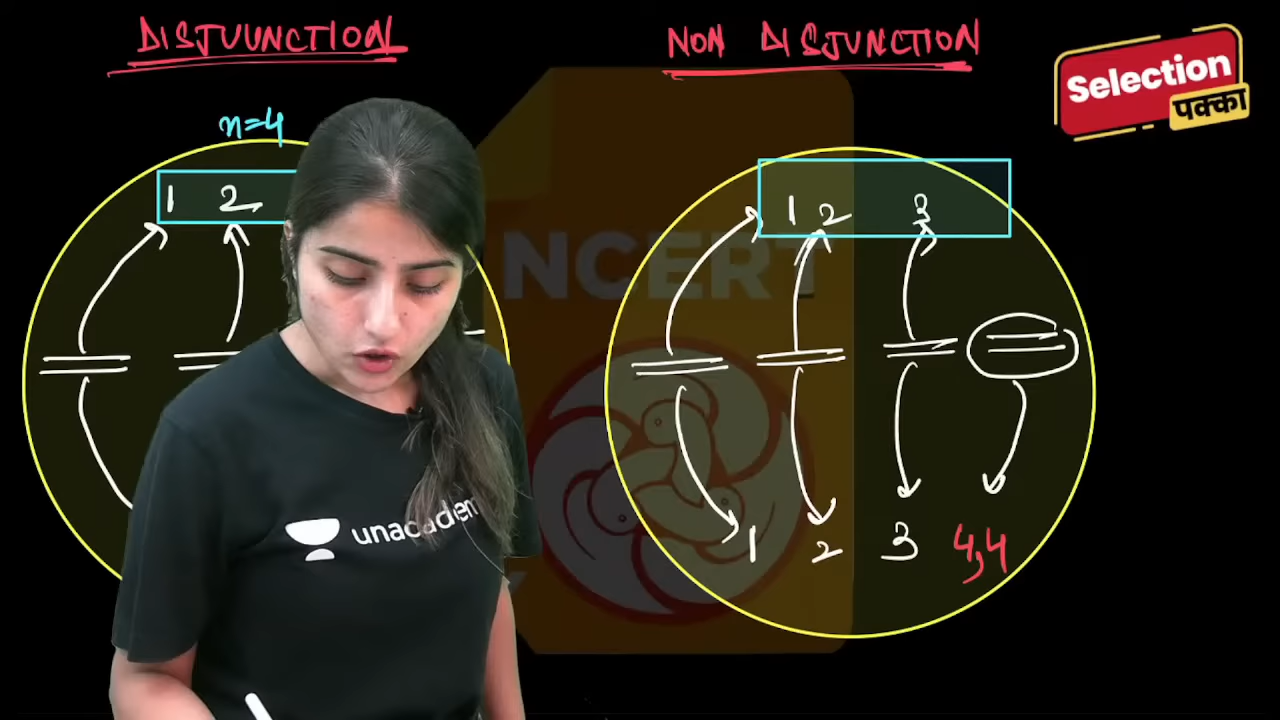 DISJUUNCTION
NON DISJUNCTION
Selection
पक्का
n=4
1 2
1 2 3
NCERT
unacadem
1 2 3 4,4